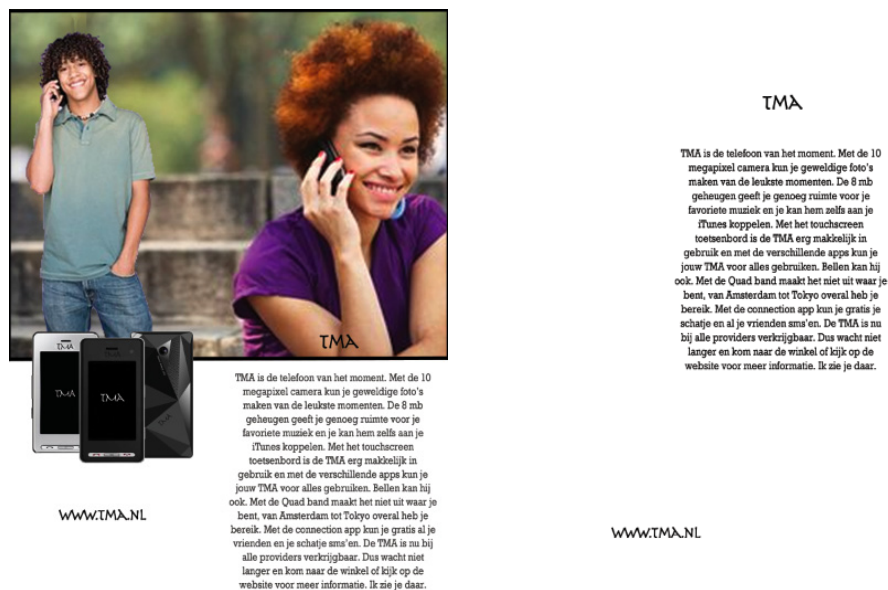 TMA
TMA
TMA
TMA
TMA
TMA is de telefoon van het moment. Met de 10
megapixel camera kun je geweldige foto's
maken van de leukste momenten. De 8 mb
geheugen geeft je genoeg ruimte voor je
favoriete muziek en je kan hem zelfs aan je
iTunes koppelen. Met het touchscreen
toetsenbord is de TMA erg makkelijk in
gebruik en met de verschillende apps kun je
jouw TMA voor alles gebruiken. Bellen kan hij
ook. Met de Quad band maakt het niet uit waar je
bent, van Amsterdam tot Tokyo overal heb je
bereik. Met de connection app kun je gratis al je
vrienden en je schatje sms'en. De TMA is nu bij
alle providers verkrijgbaar. Dus wacht niet
langer en kom naar de winkel of kijk op de
website voor meer informatie. Ik zie je daar.
WWW.TMA.NL
TMA
TMA is de telefoon van het moment. Met de 10
megapixel camera kun je geweldige foto's
maken van de leukste momenten. De 8 mb
geheugen geeft je genoeg ruimte voor je
favoriete muziek en je kan hem zelfs aan je
iTunes koppelen. Met het touchscreen
toetsenbord is de TMA erg makkelijk in
gebruik en met de verschillende apps kun je
jouw TMA voor alles gebruiken. Bellen kan hij
ook. Met de Quad band maakt het niet uit waar je
bent, van Amsterdam tot Tokyo overal heb je
bereik. Met de connection app kun je gratis je
schatje en al je vrienden sms'en. De TMA is nu
bij alle providers verkrijgbaar. Dus wacht niet
langer en kom naar de winkel of kijk op de
website voor meer informatie. Ik zie je daar.
WWW.TMA.NL